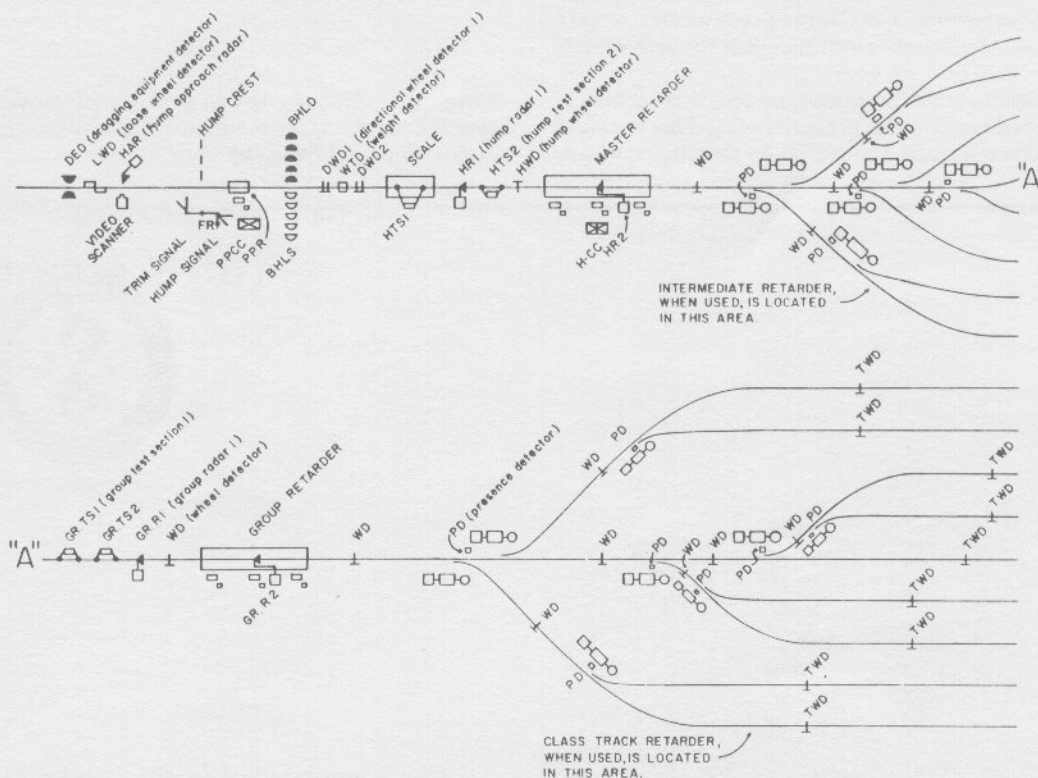 DED (dragging equipment detector)
LWD (loose wheel detector)
HAR (hump approach radar)
HUMP CREST
BHLD
DWD1 (directional wheel detector 1)
WTD (weight detector)
DWD2
SCALE
HR1 (hump radar 1)
HTS2 (hump test section 2)
HWD (hump wheel detector)
MASTER RETARDER
WD
PD
PD
WD
WD
PD
WD
PD
"A"
VIDEO
SCANNER
TRIM SIGNAL
FR
HUMP SIGNAL
PPCC
PPR
BHLS
HTS1
H-CC
HR2
WD
PD
INTERMEDIATE RETARDER,
WHEN USED, IS LOCATED
IN THIS AREA.
"A"
GR TS1 (group test section 1)
GR TS2
GR R1 (group radar 1)
WD (wheel detector)
GROUP RETARDER
GR R2
WD
PD (presence detector)
WD
PD
TWD
TWD
WD
PD
WD
PD
WD
PD
WD
PD
TWD
TWD
TWD
TWD
TWD
WD
PD
TWD
TWD
CLASS TRACK RETARDER,
WHEN USED, IS LOCATED
IN THIS AREA.